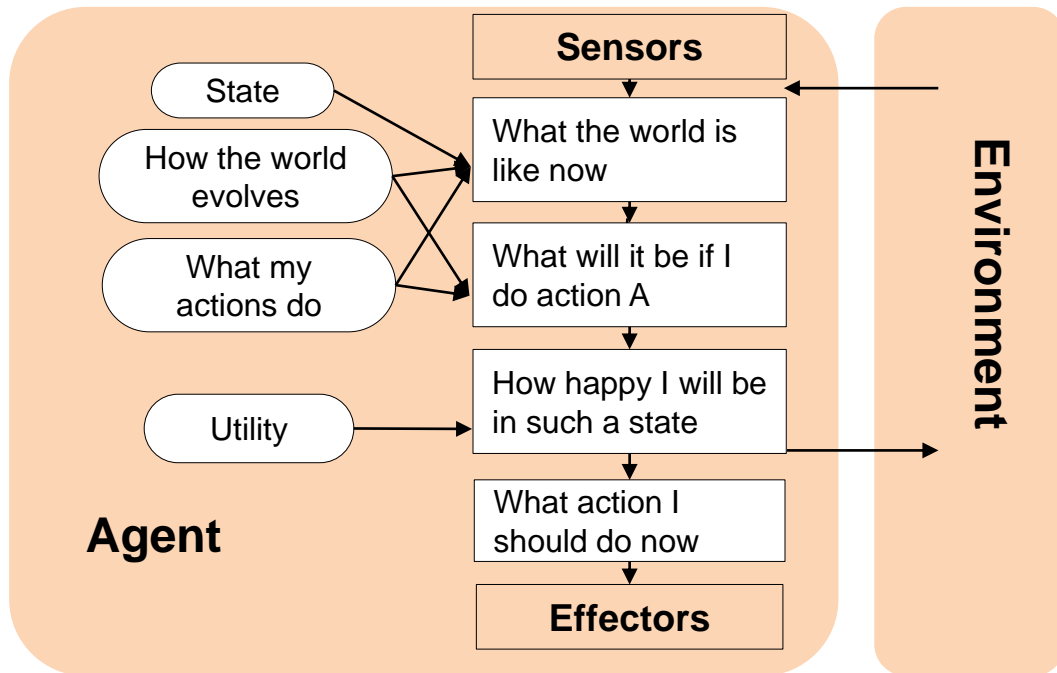 Sensors
State
What the world is
like now
How the world
evolves
What my
actions do
What will it be if I
do action A
How happy I will be
in such a state
Utility
What action I
should do now
Agent
Effectors
Environment